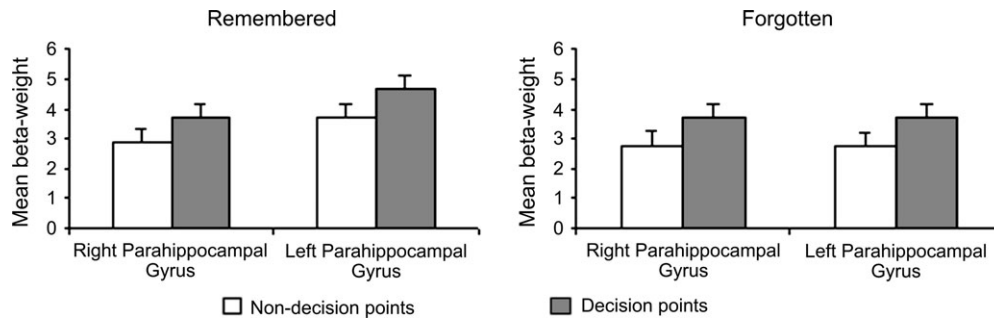 Remembered
Mean beta-weight
6
5
4
3
2
1
0
Right Parahippocampal
Gyrus
Left Parahippocampal
Gyrus
Forgotten
Mean beta-weight
6
5
4
3
2
1
0
Right Parahippocampal
Gyrus
Left Parahippocampal
Gyrus
Non-decision points
Decision points